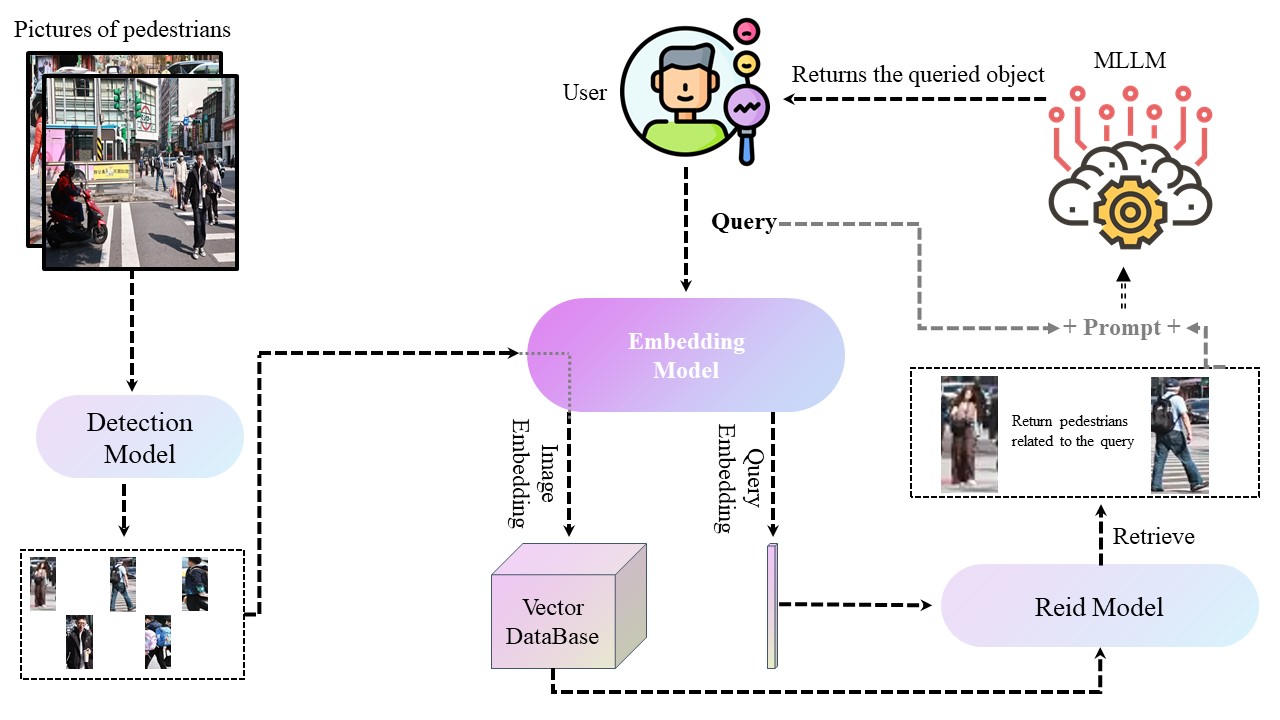 Pictures of pedestrians
User
Returns the queried object
MLLM
Query
+ Prompt +
Embedding
Model
Detection
Model
Image
Embedding
Query
Embedding
Return pedestrians
related to the query
Retrieve
Vector
DataBase
Reid Model